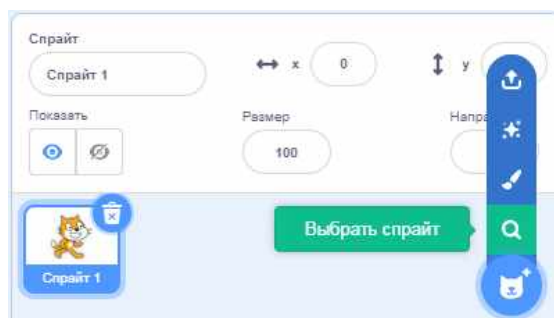 Спрайт
Спрайт 1
x 0
y
Показать
Размер
Напра
100
Выбрать спрайт
Спрайт 1